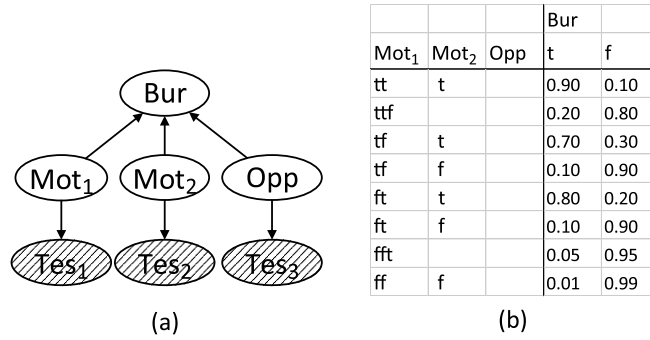 Bur
Mot1 Mot2 Opp
Tes1 Tes2 Tes3
(a)
Bur
Mot1 Mot2 Opp t f
tt t 0.90 0.10
ttf 0.20 0.80
tf t 0.70 0.30
tf f 0.10 0.90
ft t 0.80 0.20
ft f 0.10 0.90
fft 0.05 0.95
ff f 0.01 0.99
(b)